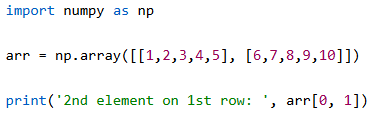 import numpy as np
arr = np.array([[1,2,3,4,5], [6,7,8,9,10]])
print('2nd element on 1st row: ', arr[0, 1])